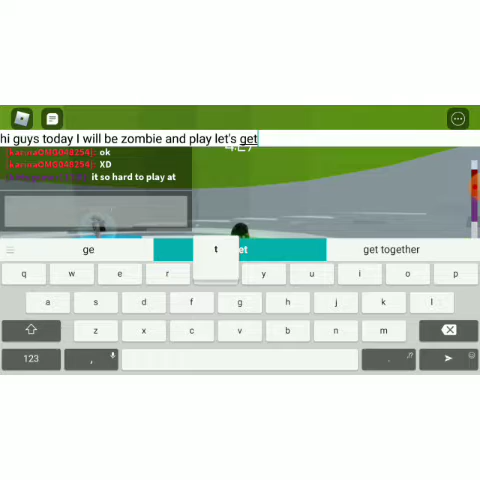 hi guys today I will be zombie and play let's get
[karinaOMG048254]: ok
[karinaOMG048254]: XD
it so hard to play at
ge t et get together
q w e r y u i o p
a s d f g h j k l
z x c v b n m
123 , .